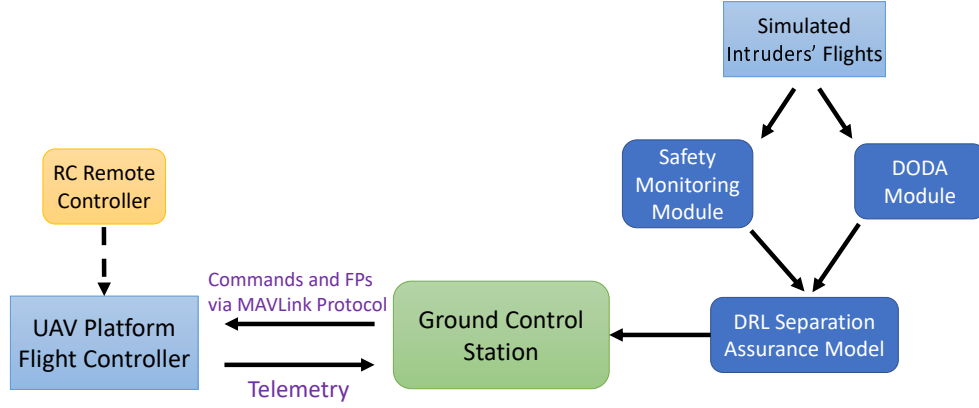 Simulated
Intruders' Flights
Safety
Monitoring
Module
DODA
Module
RC Remote
Controller
Commands and FPs
via MAVLink Protocol
UAV Platform
Flight Controller
Telemetry
Ground Control
Station
DRL Separation
Assurance Model